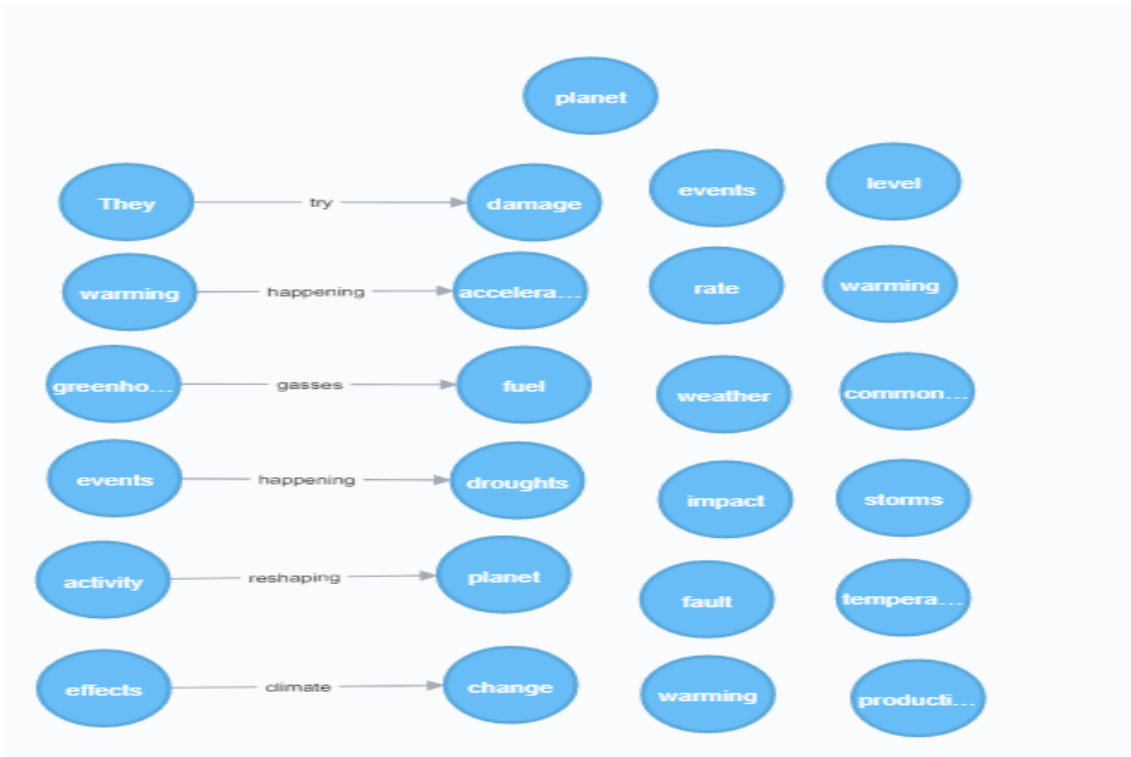 planet
They try damage events level
warming happening accelera... rate warming
greenho... gasses fuel weather common...
events happening droughts impact storms
activity reshaping planet fault tempera...
effects climate change warming producti...